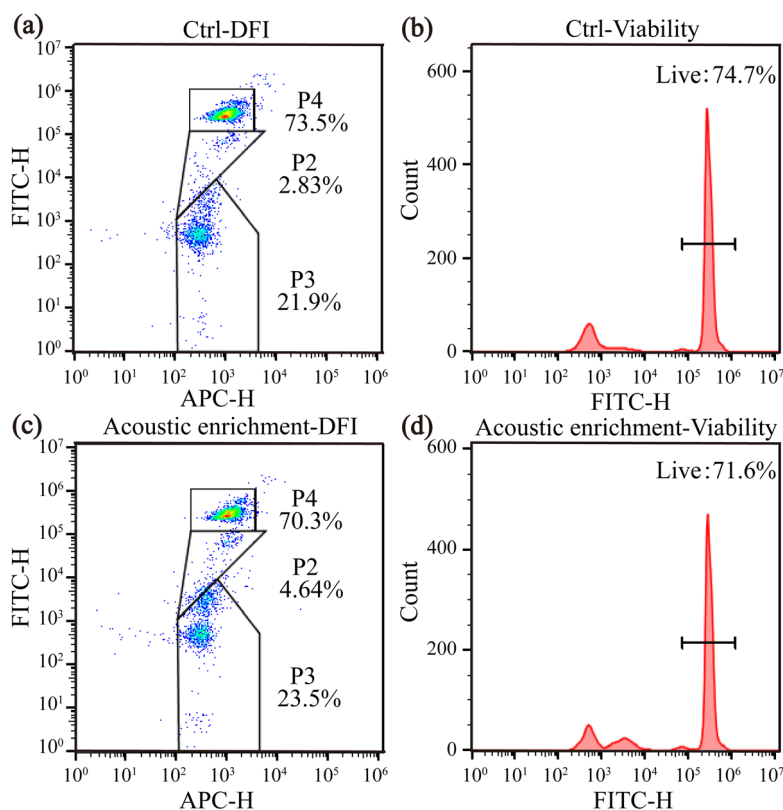 (a)
Ctrl-DFI
10⁷
10⁶
10⁵
10⁴
10³
10²
10¹
10⁰
FITC-H
P4
73.5%
P2
2.83%
P3
21.9%
10⁰ 10¹ 10² 10³ 10⁴ 10⁵ 10⁶
APC-H
(b)
Ctrl-Viability
Live:74.7%
600
400
200
0
Count
10⁰ 10¹ 10² 10³ 10⁴ 10⁵ 10⁶ 10⁷
FITC-H
(c)
Acoustic enrichment-DFI
10⁷
10⁶
10⁵
10⁴
10³
10²
10¹
10⁰
FITC-H
P4
70.3%
P2
4.64%
P3
23.5%
10⁰ 10¹ 10² 10³ 10⁴ 10⁵ 10⁶
APC-H
(d)
Acoustic enrichment-Viability
Live:71.6%
600
400
200
0
Count
10⁰ 10¹ 10² 10³ 10⁴ 10⁵ 10⁶ 10⁷
FITC-H